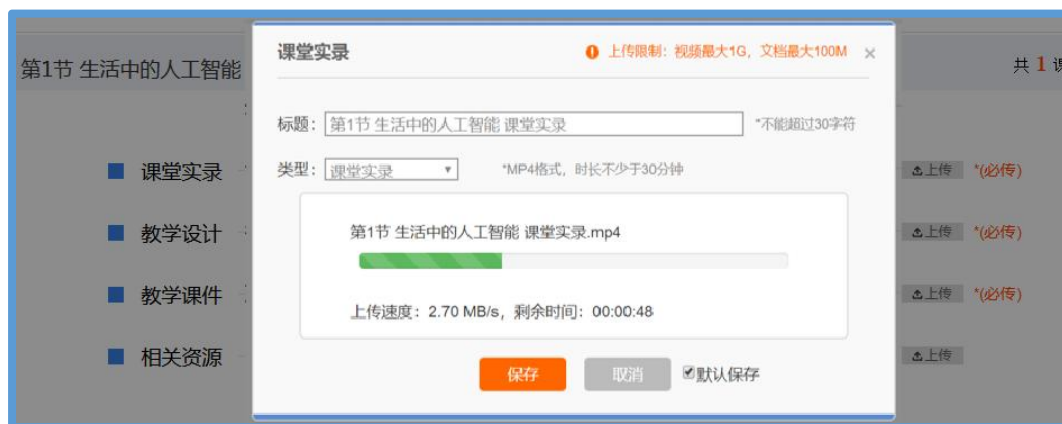 课堂实录
上传限制：视频最大1G，文档最大100M ×
第1节 生活中的人工智能
共 1 课
标题： 第1节 生活中的人工智能 课堂实录 *不能超过30字符
课堂实录
类型： 课堂实录 *MP4格式，时长不少于30分钟
上传 *(必传)
教学设计
第1节 生活中的人工智能 课堂实录.mp4
上传 *(必传)
教学课件
上传速度：2.70 MB/s，剩余时间：00:00:48
上传 *(必传)
相关资源
保存 取消 默认保存
上传